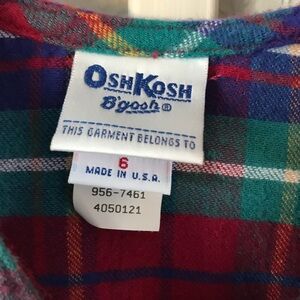 OSHKOSH
B'gosh®
THIS GARMENT BELONGS TO
6
MADE IN U.S.A.
956-7461
4050121